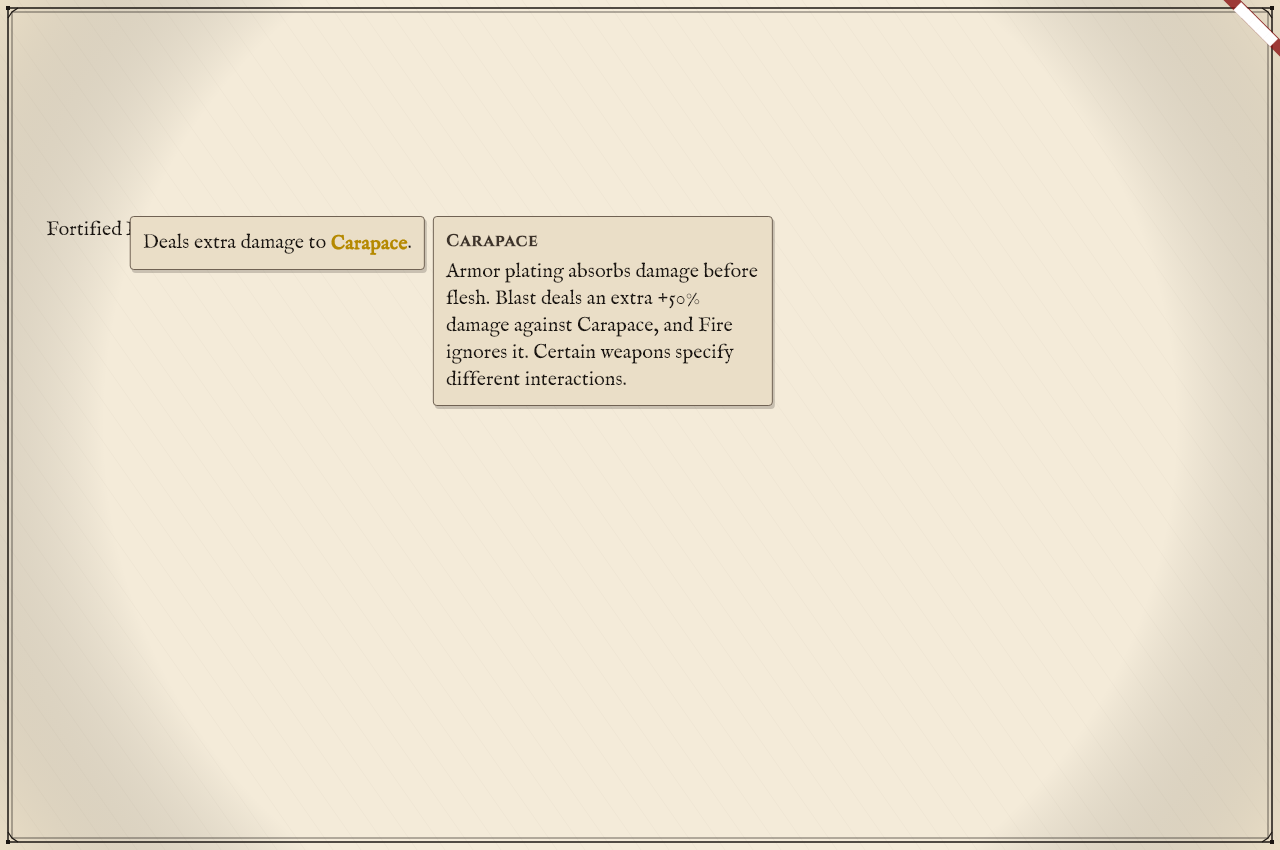 Fortified
Deals extra damage to Carapace.
Carapace
Armor plating absorbs damage before
flesh. Blast deals an extra +50%
damage against Carapace, and Fire
ignores it. Certain weapons specify
different interactions.